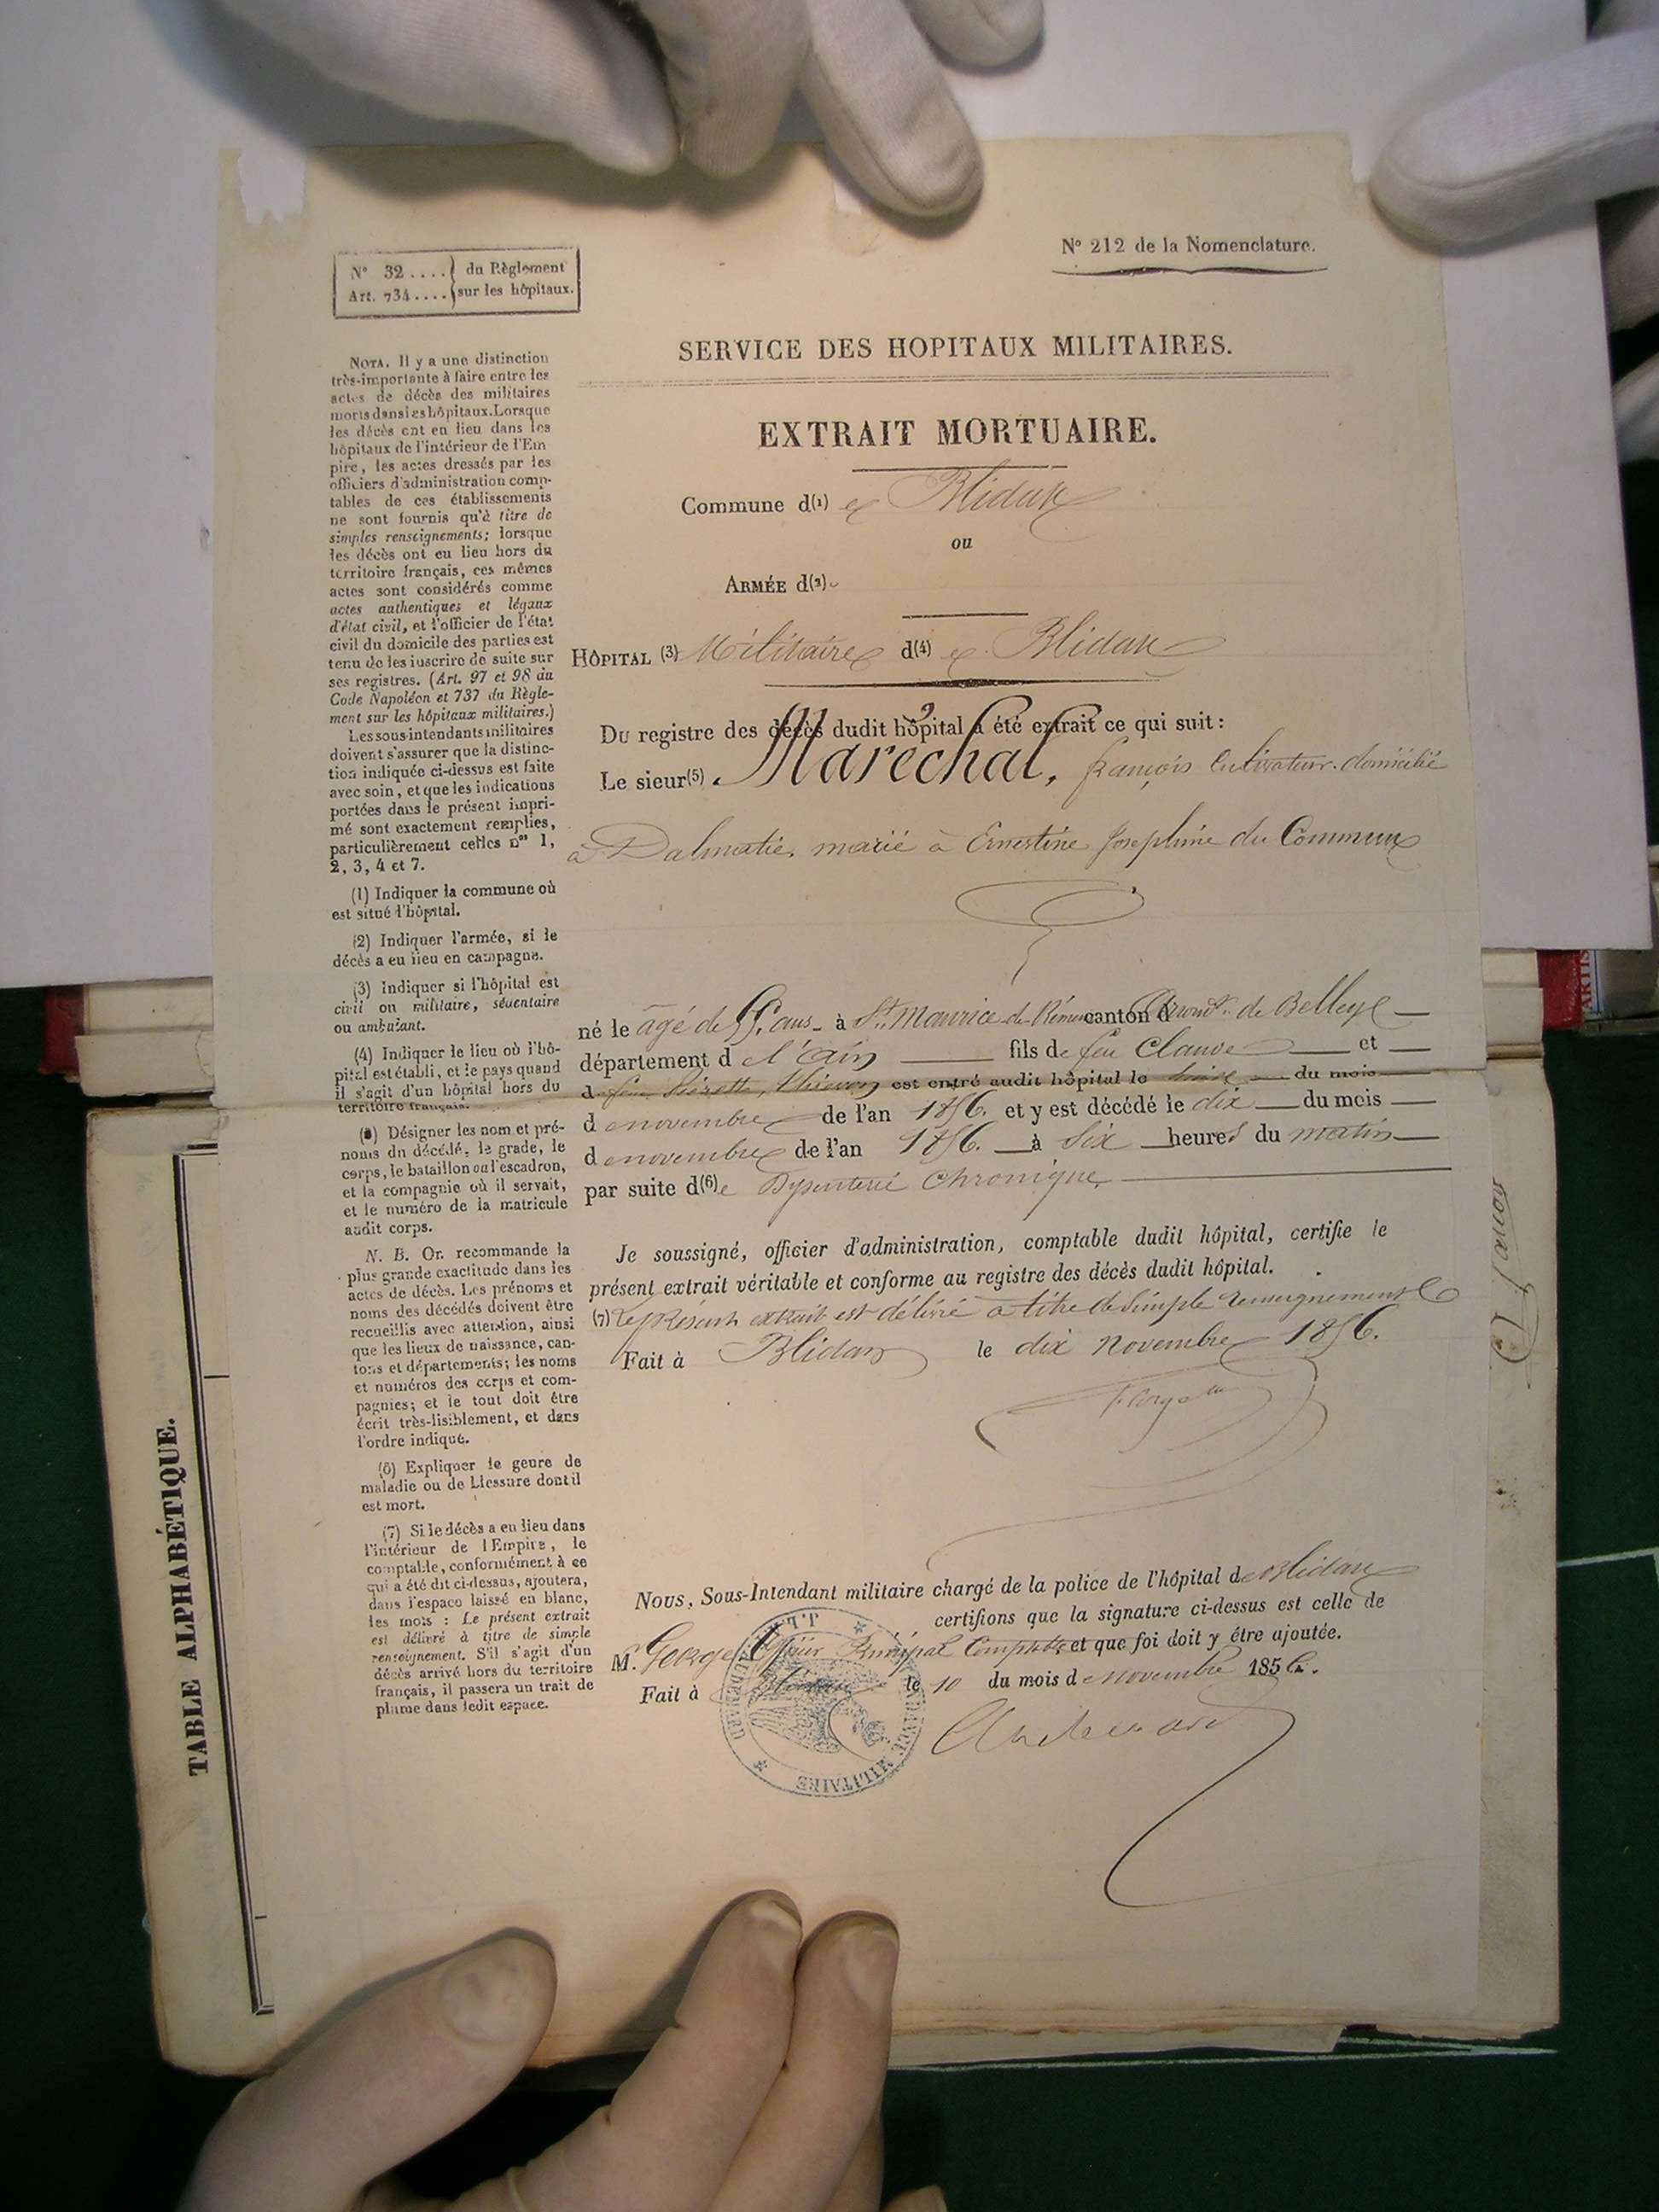 N° 212 de la Nomenclature.
N° 32 .... du Règlement
Art. 734 .... sur les hôpitaux.
SERVICE DES HOPITAUX MILITAIRES.
EXTRAIT MORTUAIRE.
Commune d(1) e Blidah
ou
ARMÉE d(2)
HÔPITAL (3) Militaire d(4) e Blidah
Du registre des décès dudit hôpital a été extrait ce qui suit :
Le sieur(5) Maréchal, françois Cultivateur domicilié
à Dalmatie, marié à Ernestine Josephine du Commun
né le âgé de 55 ans à St Maurice de Rémens canton d Arrondt de Belley
département d e l'ain fils de feu Claude et
d e feu est entré audit hôpital le du mois
d e novembre de l'an 1856. et y est décédé le dix du mois
d e novembre de l'an 1856. à Six heures du matin
par suite d(6)e Dysenterie Chronique
Je soussigné, officier d'administration, comptable dudit hôpital, certifie le
présent extrait véritable et conforme au registre des décès dudit hôpital.
(7) Le présent extrait est délivré à titre de simple renseignement
Fait à Blidah le dix novembre 1856.
Nous, Sous-Intendant militaire chargé de la police de l'hôpital de Blidah
certifions que la signature ci-dessus est celle de
M. George Principal Comptable et que foi doit y être ajoutée.
Fait à Blidah le 10 du mois de novembre 1856.
NOTA. Il y a une distinction
très-importante à faire entre les
actes de décès des militaires
morts dans les hôpitaux. Lorsque
les décès ont eu lieu dans les
hôpitaux de l'intérieur de l'Em
pire, les actes dressés par les
officiers d'administration comp-
tables de ces établissements
ne sont fournis qu'à titre de
simples renseignements; lorsque
les décès ont eu lieu hors du
territoire français, ces mêmes
actes sont considérés comme
actes authentiques et légaux
d'état civil, et l'officier de l'état
civil du domicile des parties est
tenu de les inscrire de suite sur
ses registres. (Art. 97 et 98 du
Code Napoléon et 737 du Règle-
ment sur les hôpitaux militaires.)
Les sous-intendants militaires
doivent s'assurer que la distinc-
tion indiquée ci-dessus est faite
avec soin, et que les indications
portées dans le présent impri-
mé sont exactement remplies,
particulièrement celles nos 1,
2, 3, 4 et 7.
(1) Indiquer la commune où
est situé l'hôpital.
(2) Indiquer l'armée, si le
décès a eu lieu en campagne.
(3) Indiquer si l'hôpital est
civil ou militaire, sédentaire
ou ambulant.
(4) Indiquer le lieu où l'hô-
pital est établi, et le pays quand
il s'agit d'un hôpital hors du
territoire français.
(5) Désigner les nom et pré-
noms du décédé, le grade, le
corps, le bataillon ou l'escadron,
et la compagnie où il servait,
et le numéro de la matricule
audit corps.
N. B. On recommande la
plus grande exactitude dans les
actes de décès. Les prénoms et
noms des décédés doivent être
recueillis avec attention, ainsi
que les lieux de naissance, can-
tons et départements; les noms
et numéros des corps et com-
pagnies; et le tout doit être
écrit très-lisiblement, et dans
l'ordre indiqué.
(6) Expliquer le genre de
maladie ou de blessure dont il
est mort.
(7) Si le décès a eu lieu dans
l'intérieur de l'Empire, le
comptable, conformément à ce
qui a été dit ci-dessus, ajoutera,
dans l'espace laissé en blanc,
les mots : Le présent extrait
est délivré à titre de simple
renseignement. S'il s'agit d'un
décès arrivé hors du territoire
français, il passera un trait de
plume dans ledit espace.
TABLE ALPHABÉTIQUE.